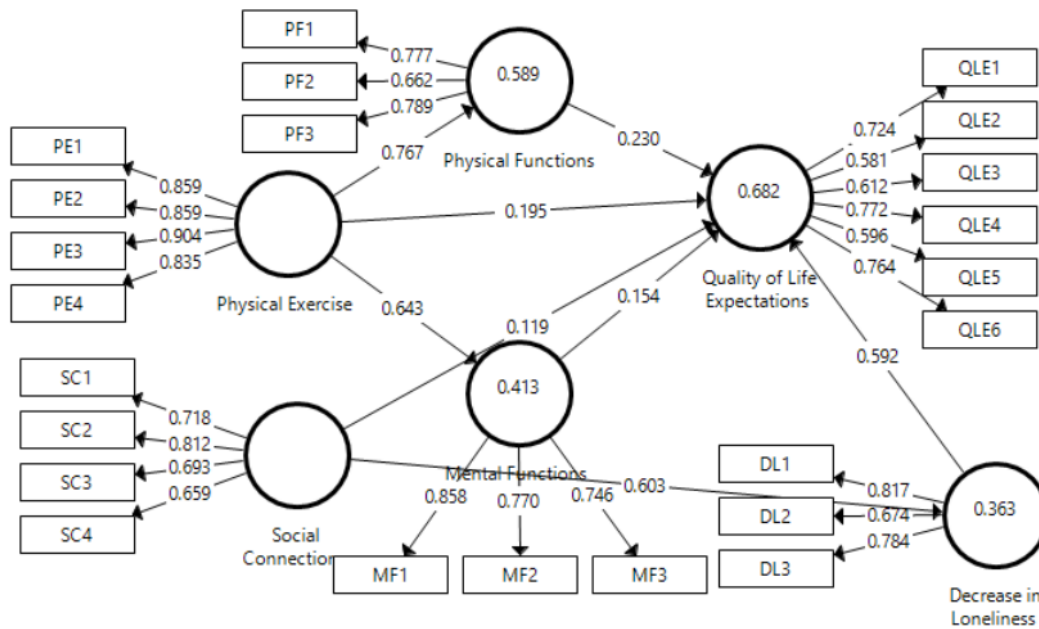 PF1
PF2
PF3
0.777
0.662
0.789
0.589
Physical Functions
QLE1
QLE2
QLE3
QLE4
QLE5
QLE6
0.724
0.581
0.612
0.772
0.596
0.764
0.230
0.682
Quality of Life
Expectations
PE1
PE2
PE3
PE4
0.859
0.859
0.904
0.835
0.767
0.195
Physical Exercise
0.643
0.119
0.154
0.592
SC1
SC2
SC3
SC4
0.718
0.812
0.693
0.659
Social
Connection
0.413
Mental Functions
0.858
0.770
0.746
0.603
MF1
MF2
MF3
DL1
DL2
DL3
0.817
0.674
0.784
0.363
Decrease in
Loneliness